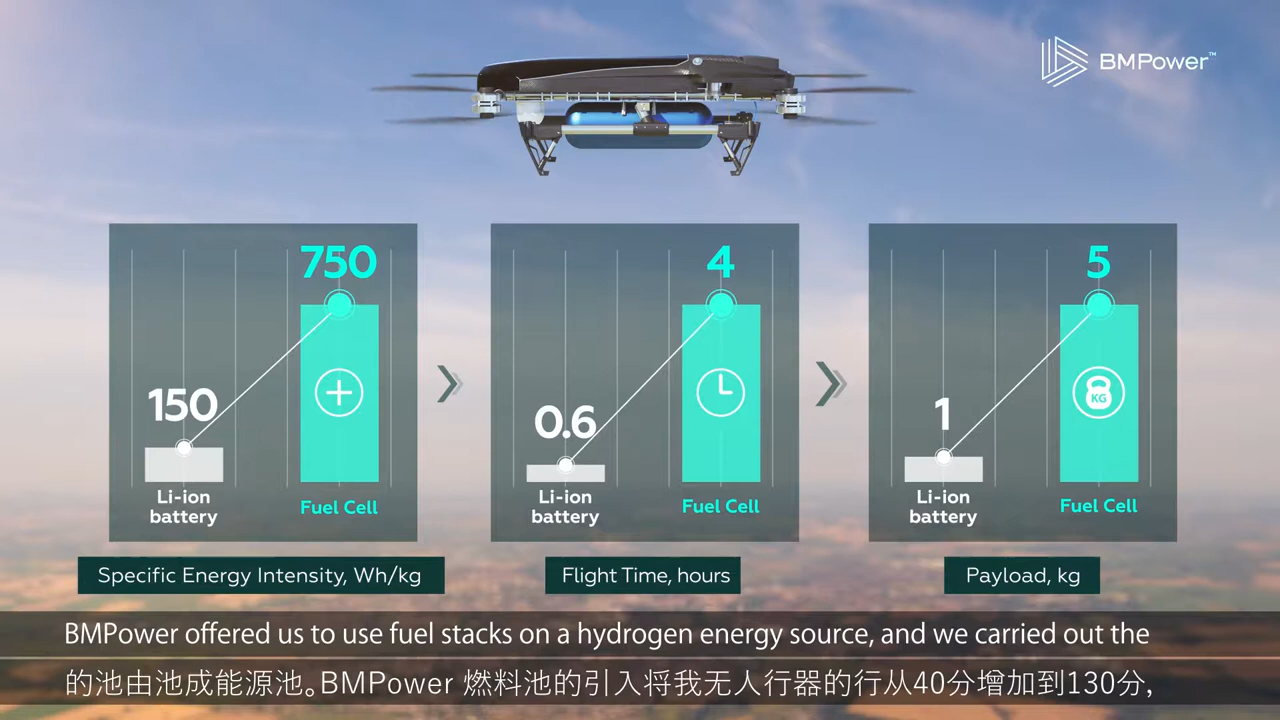 BMPower™
750
150
Li-ion
battery
Fuel Cell
Specific Energy Intensity, Wh/kg
4
0.6
Li-ion
battery
Fuel Cell
Flight Time, hours
5
1
KG
Li-ion
battery
Fuel Cell
Payload, kg
BMPower offered us to use fuel stacks on a hydrogen energy source, and we carried out the
的池由池成能源池。BMPower 燃料池的引入将我无人行器的行从40分增加到130分,